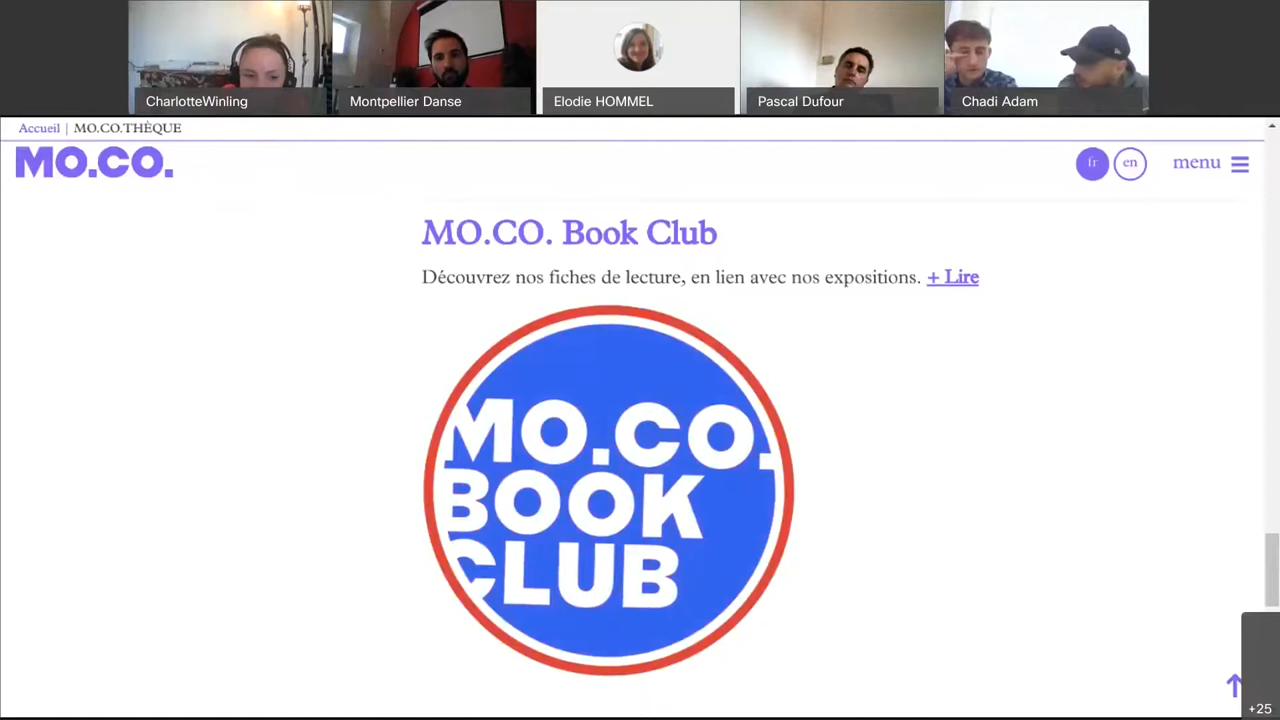 CharlotteWinling
Montpellier Danse
Elodie HOMMEL
Pascal Dufour
Chadi Adam
Accueil | MO.CO.THÈQUE
MO.CO.
fr
en
menu
MO.CO. Book Club
Découvrez nos fiches de lecture, en lien avec nos expositions. + Lire
MO.CO.
BOOK
CLUB
+25